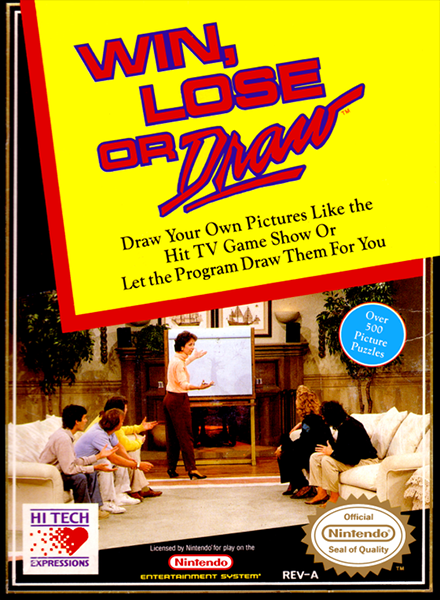 WIN,
LOSE
OR Draw™
Draw Your Own Pictures Like the
Hit TV Game Show Or
Let the Program Draw Them For You
Over
500
Picture
Puzzles
HI TECH
EXPRESSIONS
Licensed by Nintendo® for play on the
Nintendo®
ENTERTAINMENT SYSTEM®
REV-A
Official
Nintendo®
Seal of Quality
TM